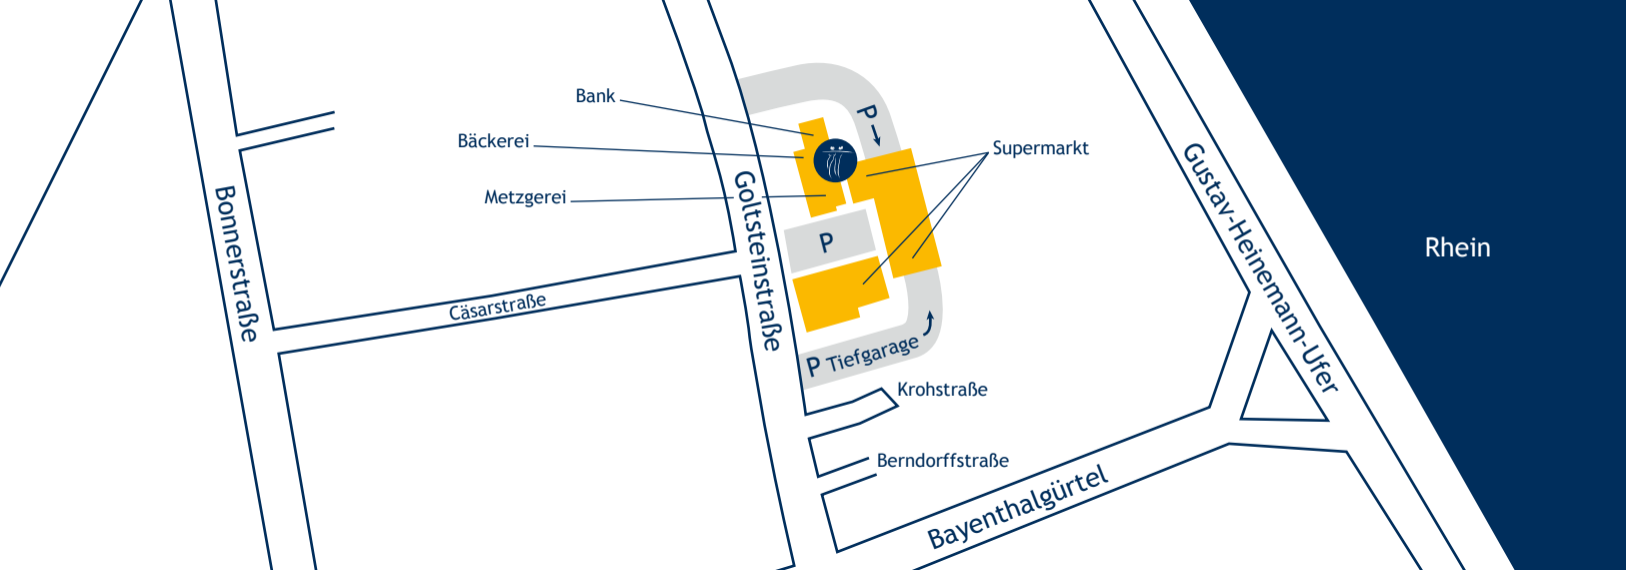 Bank
P
Bäckerei
Supermarkt
Metzgerei
Bonnerstraße
Goltsteinstraße
Gustav-Heinemann-Ufer
Rhein
P
Cäsarstraße
P Tiefgarage
Krohstraße
Berndorffstraße
Bayenthalgürtel